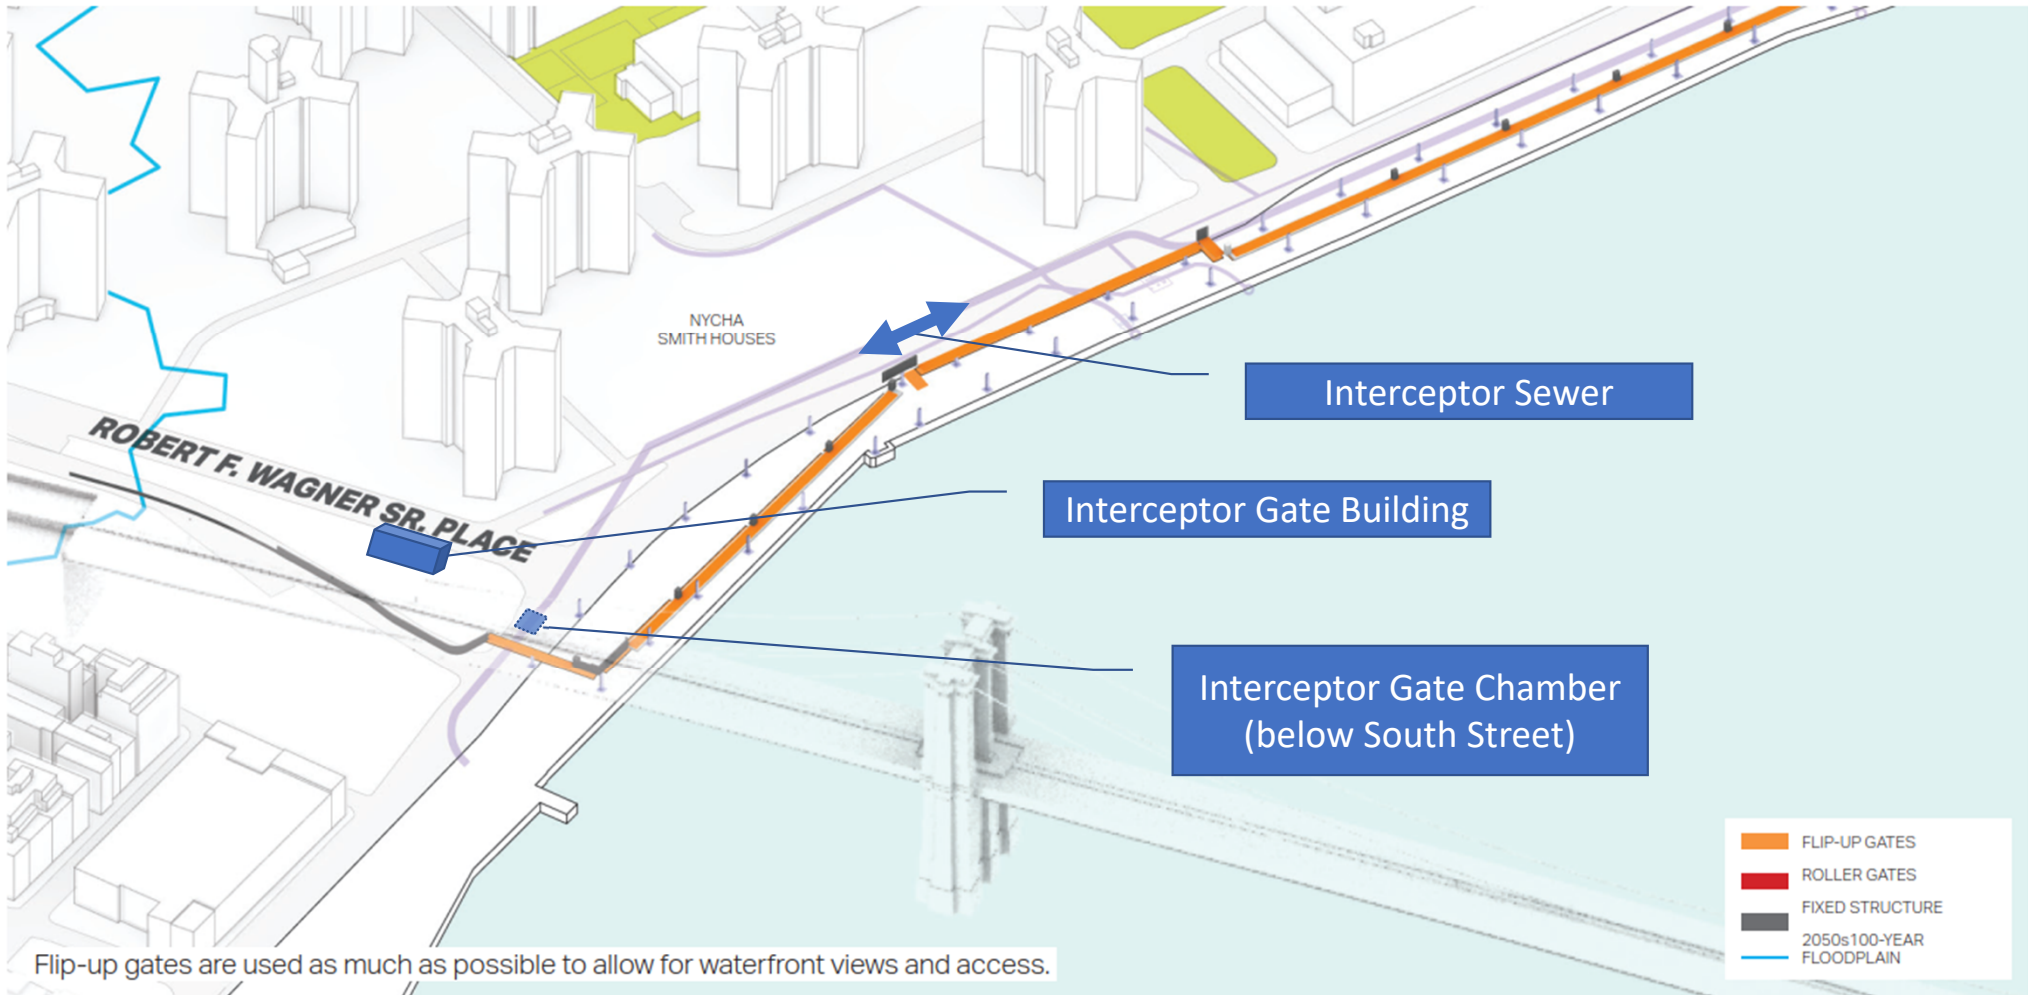 NYCHA
SMITH HOUSES
Interceptor Sewer
ROBERT F. WAGNER SR. PLACE
Interceptor Gate Building
Interceptor Gate Chamber
(below South Street)
FLIP-UP GATES
ROLLER GATES
FIXED STRUCTURE
2050s100-YEAR
FLOODPLAIN
Flip-up gates are used as much as possible to allow for waterfront views and access.